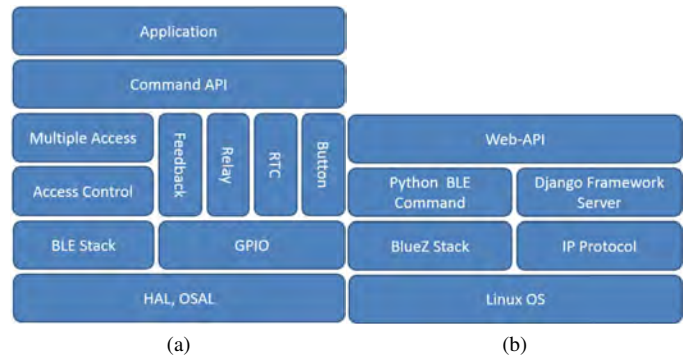 Application
Command API
Multiple Access
Access Control
Feedback
Relay
RTC
Button
BLE Stack
GPIO
HAL, OSAL
(a)
Web-API
Python BLE
Command
Django Framework
Server
BlueZ Stack
IP Protocol
Linux OS
(b)